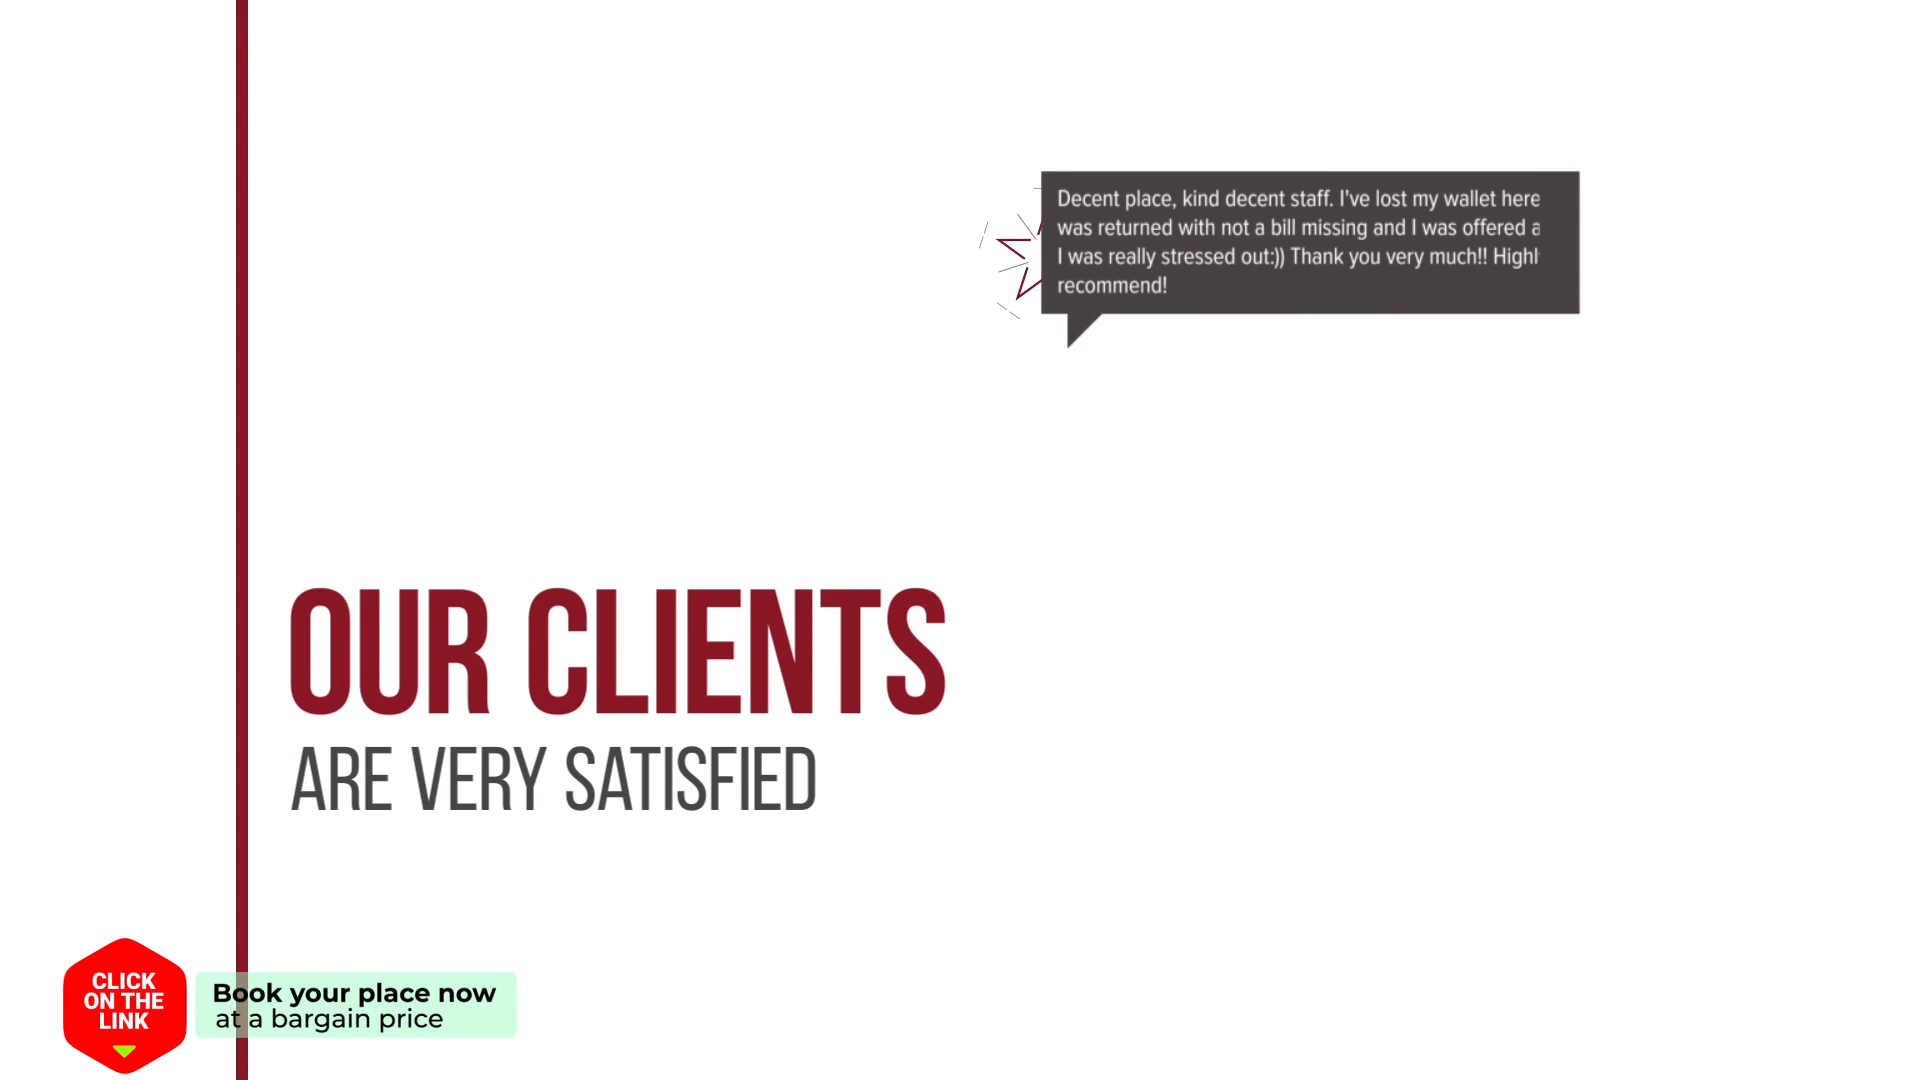 Decent place, kind decent staff. I've lost my wallet here
was returned with not a bill missing and I was offered
I was really stressed out:)) Thank you very much!!
recommend!
OUR CLIENTS
ARE VERY SATISFIED
CLICK
ON THE
LINK
Book your place now
at a bargain price